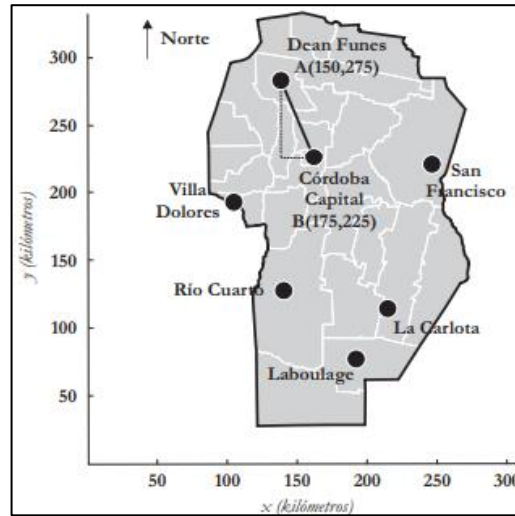 Norte
Dean Funes
A(150,275)
Villa
Dolores
Córdoba
Capital
B(175,225)
San
Francisco
Río Cuarto
La Carlota
Laboulage
y (kilómetros)
300
250
200
150
100
50
50
100
150
200
250
300
x (kilómetros)